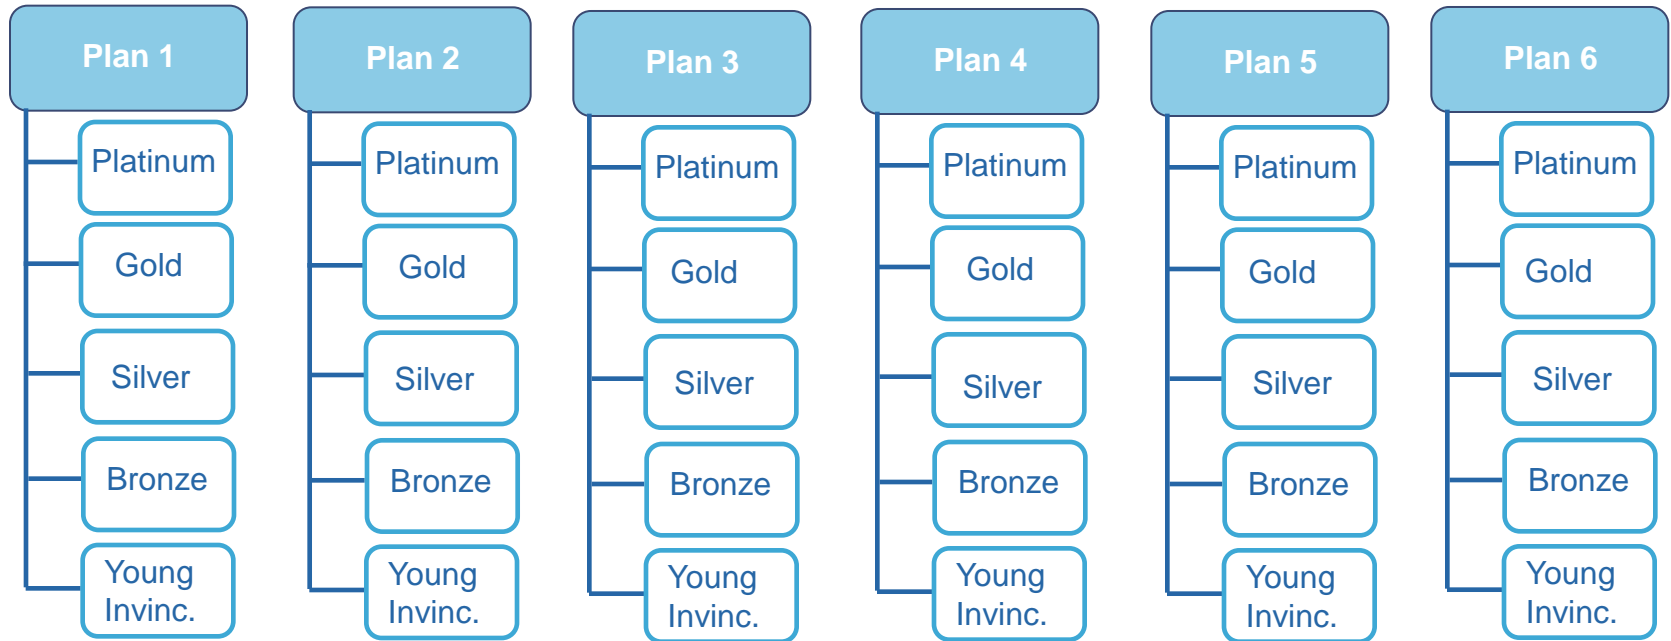 Plan 1
Platinum
Gold
Silver
Bronze
Young
Invinc.
Plan 2
Platinum
Gold
Silver
Bronze
Young
Invinc.
Plan 3
Platinum
Gold
Silver
Bronze
Young
Invinc.
Plan 4
Platinum
Gold
Silver
Bronze
Young
Invinc.
Plan 5
Platinum
Gold
Silver
Bronze
Young
Invinc.
Plan 6
Platinum
Gold
Silver
Bronze
Young
Invinc.